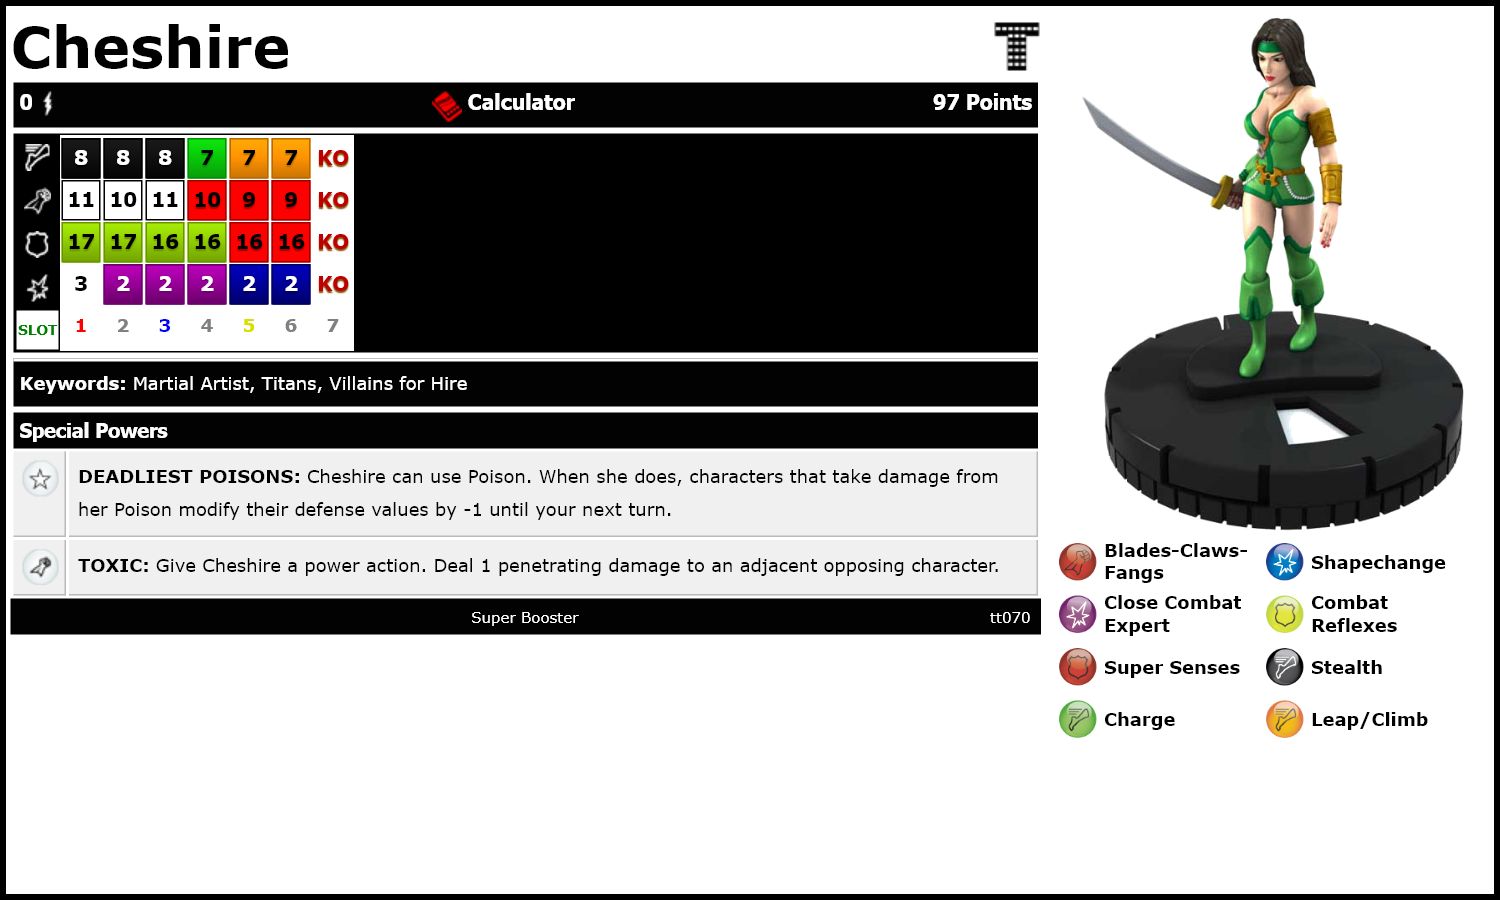 Cheshire
T
0 Calculator 97 Points
8 8 8 7 7 7 KO
11 10 11 10 9 9 KO
17 17 16 16 16 16 KO
3 2 2 2 2 2 KO
SLOT 1 2 3 4 5 6 7
Keywords: Martial Artist, Titans, Villains for Hire
Special Powers
DEADLIEST POISONS: Cheshire can use Poison. When she does, characters that take damage from
her Poison modify their defense values by -1 until your next turn.
TOXIC: Give Cheshire a power action. Deal 1 penetrating damage to an adjacent opposing character.
Super Booster tt070
Blades-Claws-
Fangs
Shapechange
Close Combat
Expert
Combat
Reflexes
Super Senses
Stealth
Charge
Leap/Climb